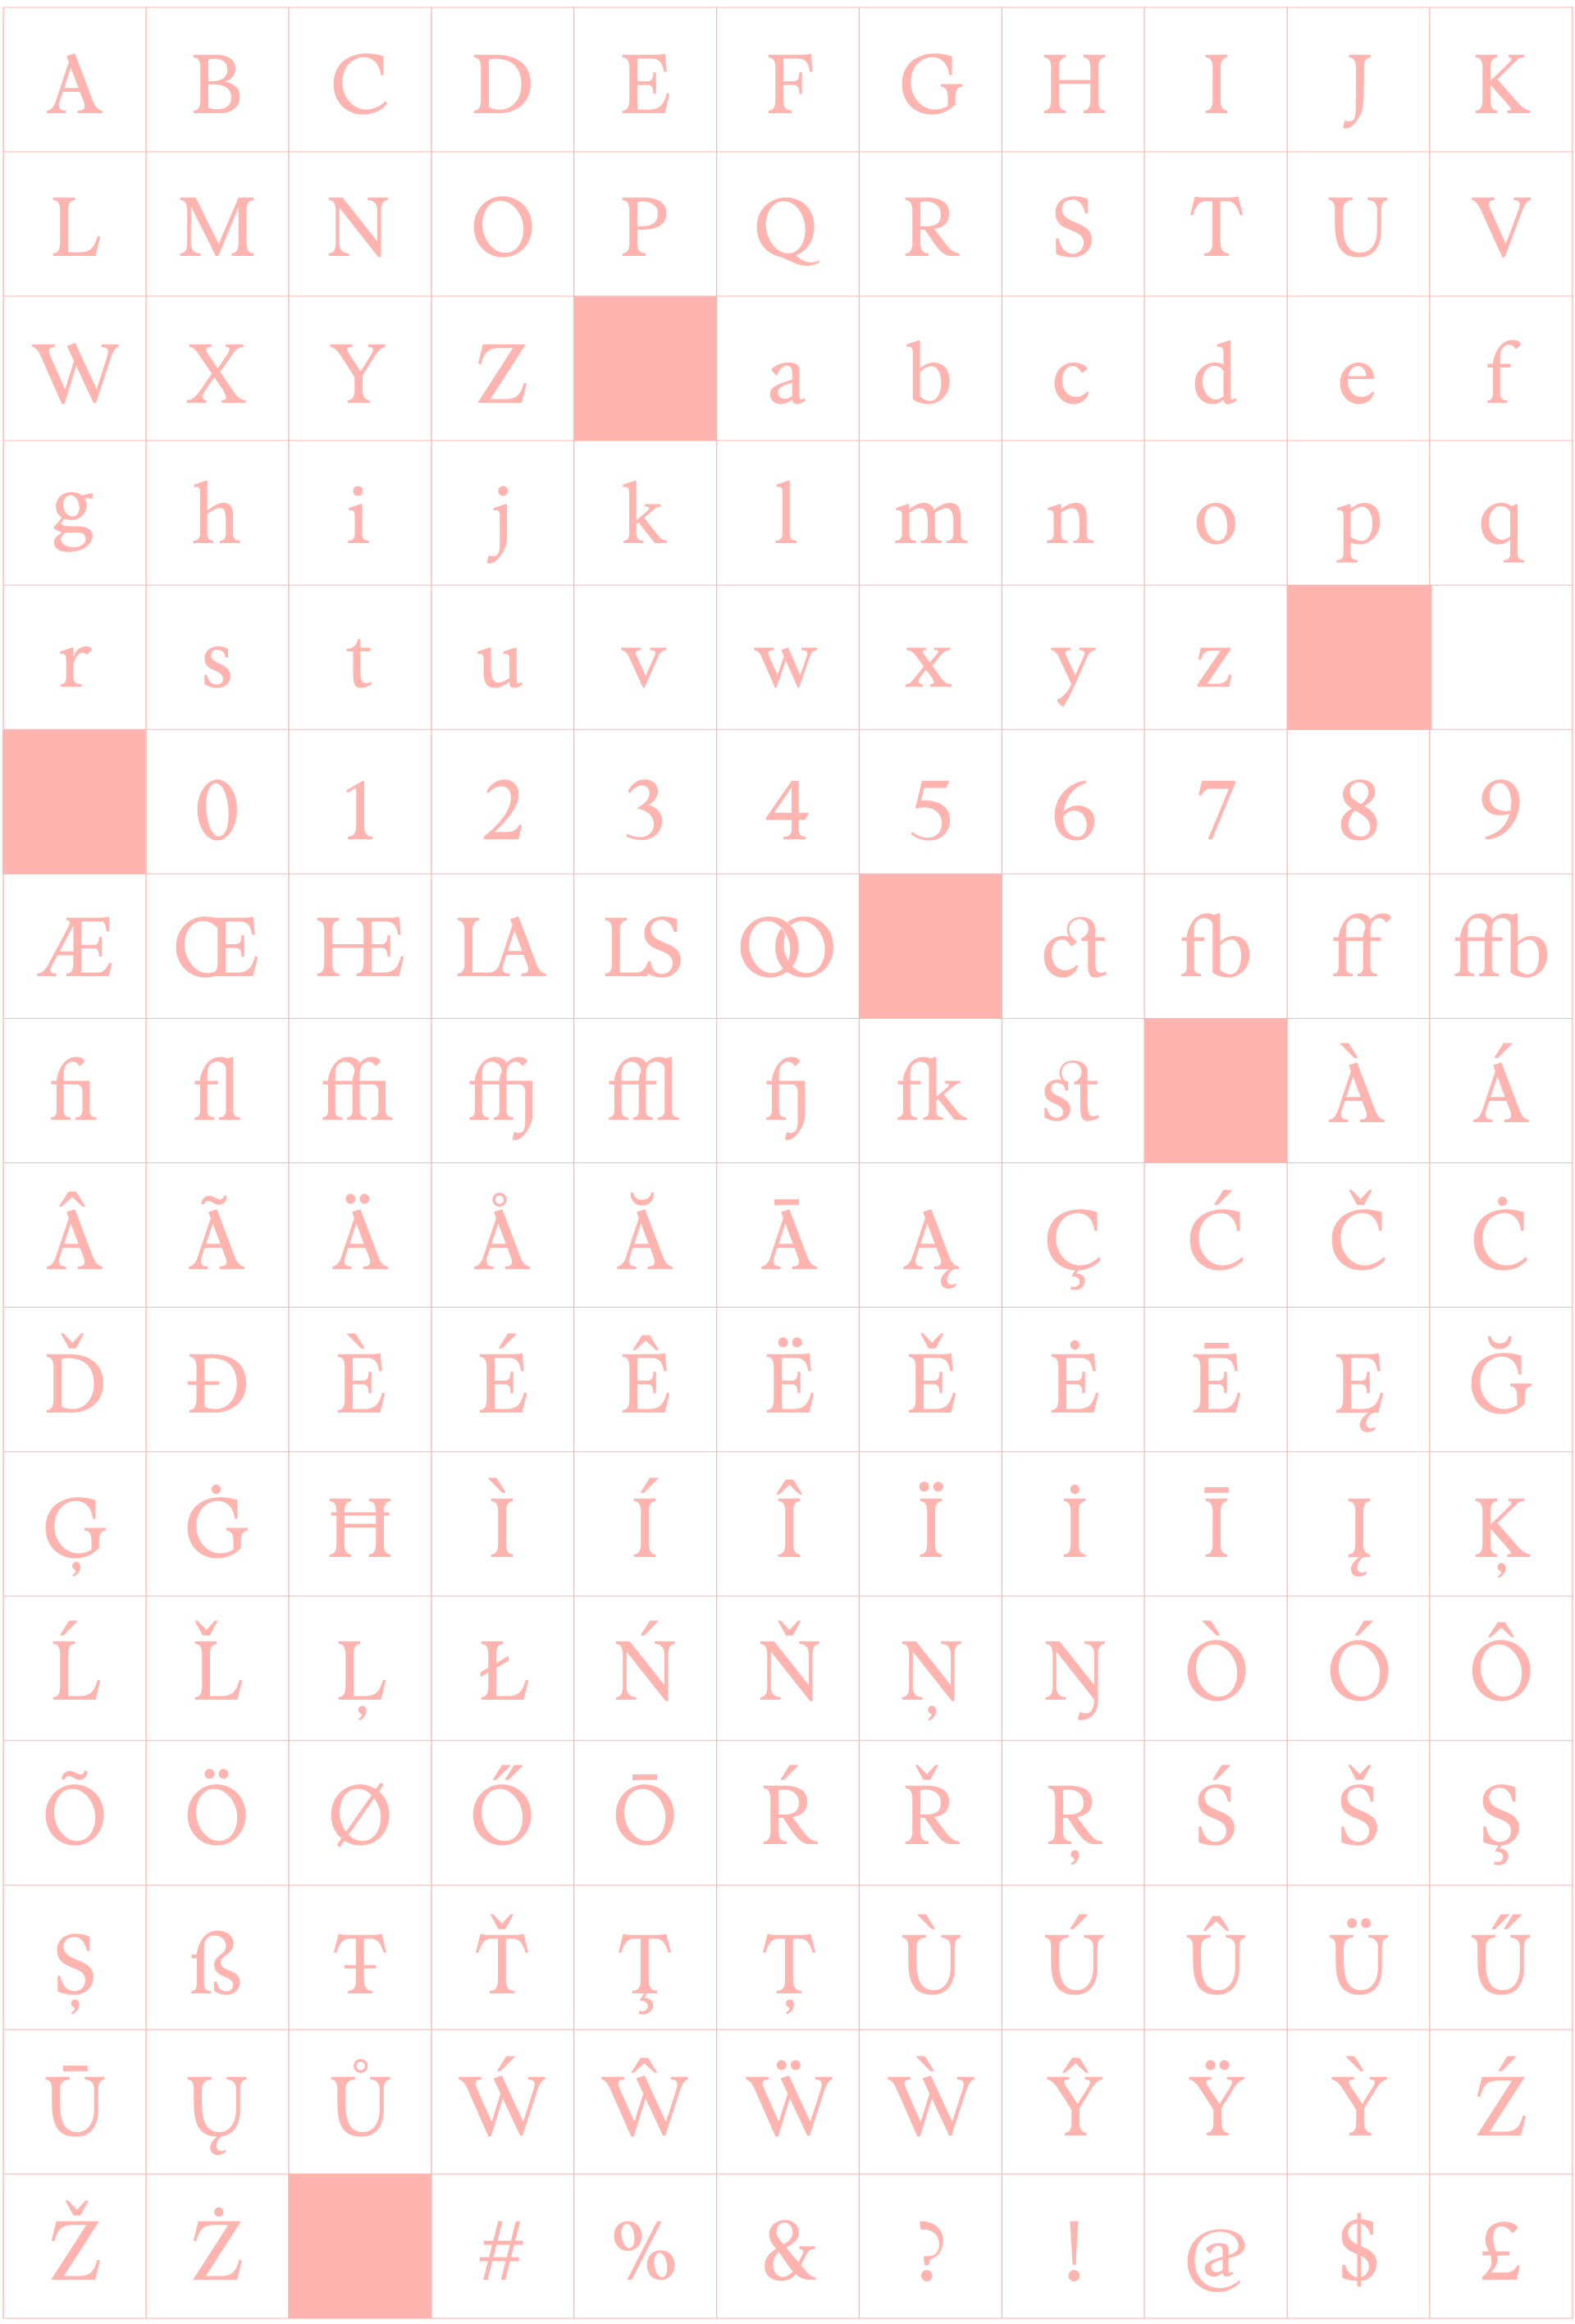 A B C D E F G H I J K
L M N O P Q R S T U V
W X Y Z a b c d e f
g h i j k l m n o p q
r s t u v w x y z
0 1 2 3 4 5 6 7 8 9
Æ Œ HE LA LS OO ct fb ff ffb
fi fl ffi ffj ffl fj fk st À Á
Â Ã Ä Å Ă Ā Ą Ç Ć Č Ċ
Ď Đ È É Ê Ë Ě Ė Ē Ę Ğ
Ģ Ġ Ħ Ì Í Î Ï İ Ī Į Ķ
Ĺ Ľ Ļ Ł Ń Ň Ņ Ŋ Ò Ó Ô
Õ Ö Ø Ő Ō Ŕ Ř Ŗ Ś Š Ş
Ș ß Ŧ Ť Ţ Ț Ù Ú Û Ü Ű
Ū Ų Ů Ẃ Ŵ Ẅ Ẁ Ŷ Ÿ Ỳ Ź
Ž Ż # % & ? ! @ $ £